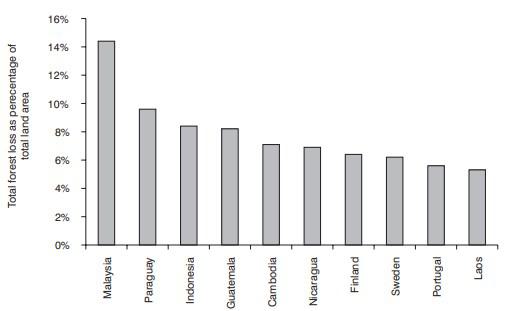 Total forest loss as perecentage of
total land area
16%
14%
12%
10%
8%
6%
4%
2%
0%
Malaysia
Paraguay
Indonesia
Guatemala
Cambodia
Nicaragua
Finland
Sweden
Portugal
Laos